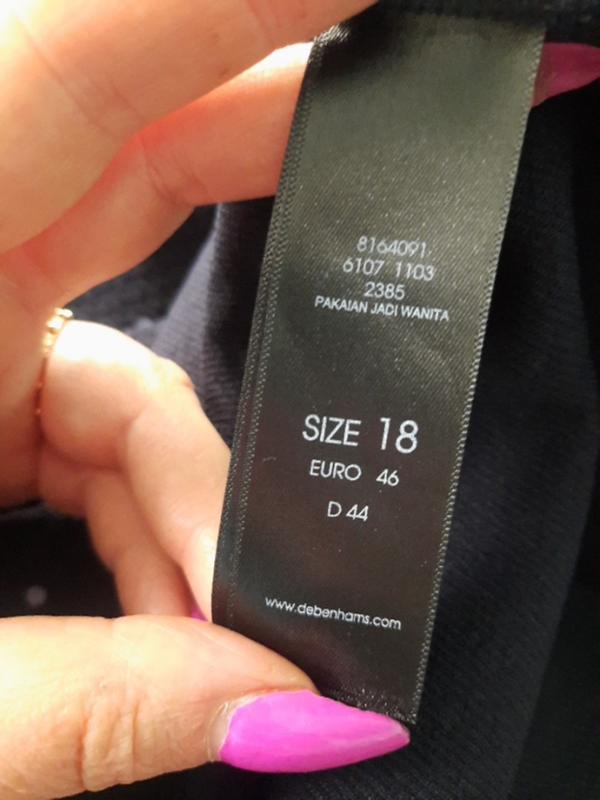 8164091
6107 1103
2385
PAKAIAN JADI WANITA
SIZE 18
EURO 46
D 44
www.debenhams.com